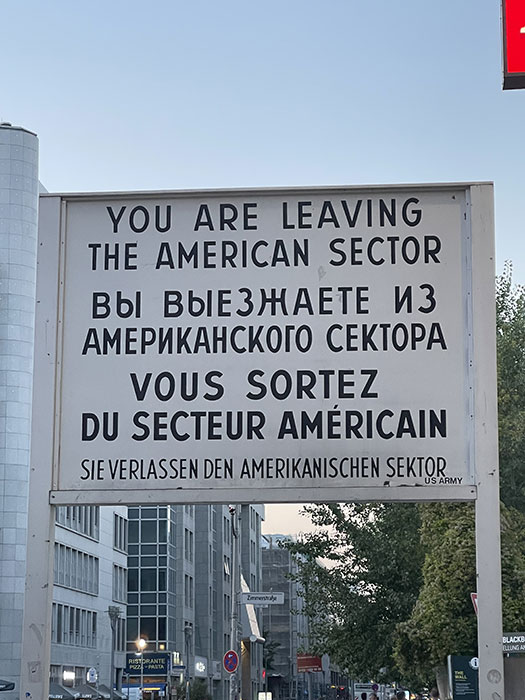 YOU ARE LEAVING
THE AMERICAN SECTOR
ВЫ ВЫЕЗЖАЕТЕ ИЗ
АМЕРИКАНСКОГО СЕКТОРА
VOUS SORTEZ
DU SECTEUR AMÉRICAIN
SIE VERLASSEN DEN AMERIKANISCHEN SEKTOR
US ARMY
Zimmerstraße
RISTORANTE
PIZZA - PASTA
BLACKB
THE
WALL